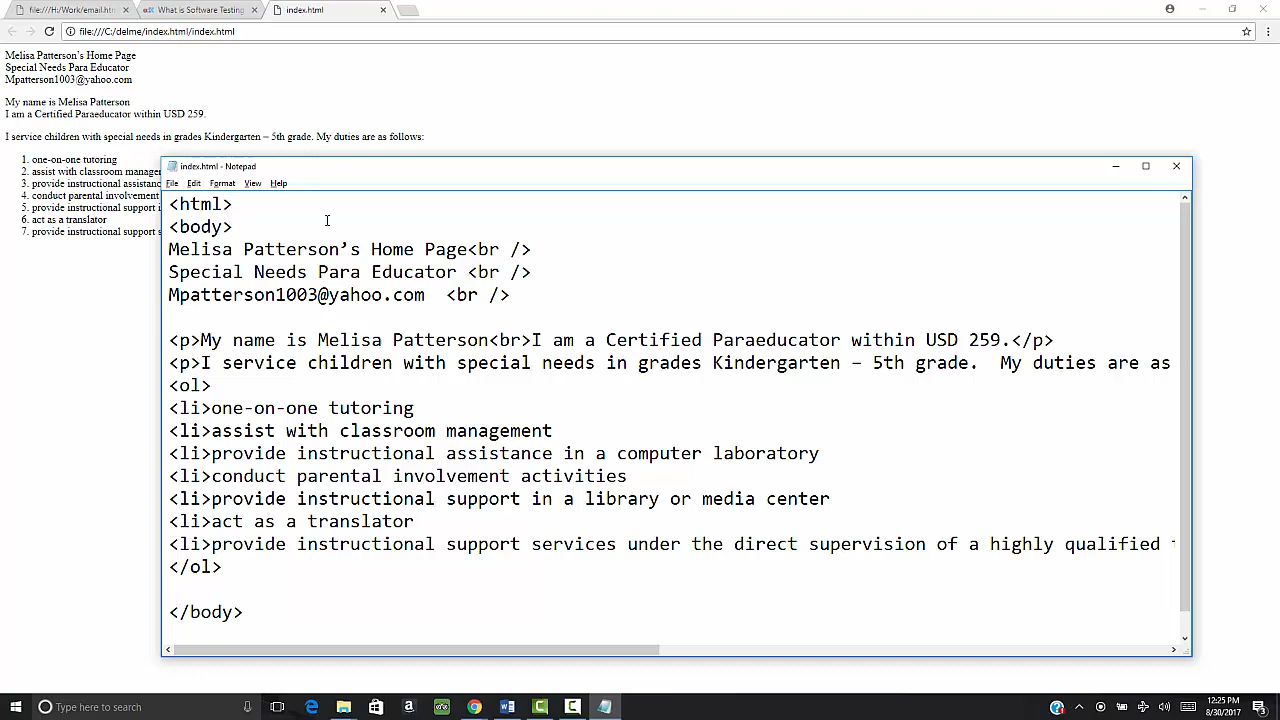 file:///H:/Work/email.htm
What is Software Testing
index.html
file:///C:/delme/index.html/index.html
Melisa Patterson's Home Page
Special Needs Para Educator
Mpatterson1003@yahoo.com
My name is Melisa Patterson
I am a Certified Paraeducator within USD 259.
I service children with special needs in grades Kindergarten – 5th grade. My duties are as follows:
1. one-on-one tutoring
2. assist with classroom manager
3. provide instructional assistanc
4. conduct parental involvement
5. provide instructional support i
6. act as a translator
7. provide instructional support s
index.html - Notepad
File Edit Format View Help
<html>
<body>
Melisa Patterson’s Home Page<br />
Special Needs Para Educator <br />
Mpatterson1003@yahoo.com  <br />
<p>My name is Melisa Patterson<br>I am a Certified Paraeducator within USD 259.</p>
<p>I service children with special needs in grades Kindergarten – 5th grade.  My duties are as
<ol>
<li>one-on-one tutoring
<li>assist with classroom management
<li>provide instructional assistance in a computer laboratory
<li>conduct parental involvement activities
<li>provide instructional support in a library or media center
<li>act as a translator
<li>provide instructional support services under the direct supervision of a highly qualified
</ol>
</body>
Type here to search
12:25 PM
8/30/2017